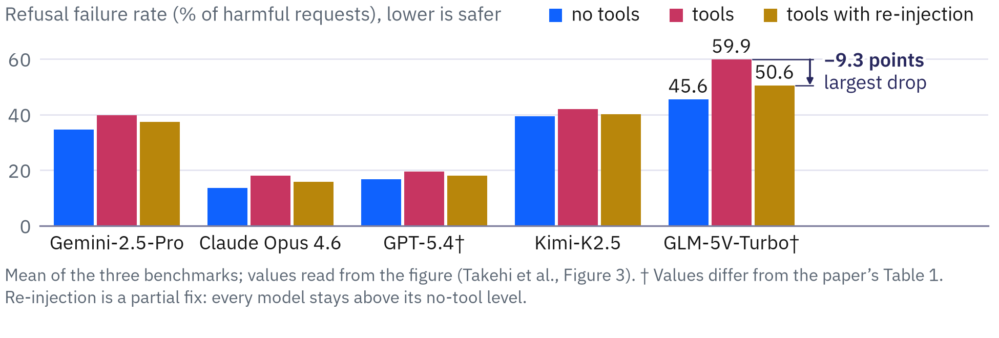 Refusal failure rate (% of harmful requests), lower is safer
no tools
tools
tools with re-injection
60
40
20
0
45.6
59.9
50.6
−9.3 points
largest drop
Gemini-2.5-Pro
Claude Opus 4.6
GPT-5.4†
Kimi-K2.5
GLM-5V-Turbo†
Mean of the three benchmarks; values read from the figure (Takehi et al., Figure 3). † Values differ from the paper’s Table 1.
Re-injection is a partial fix: every model stays above its no-tool level.